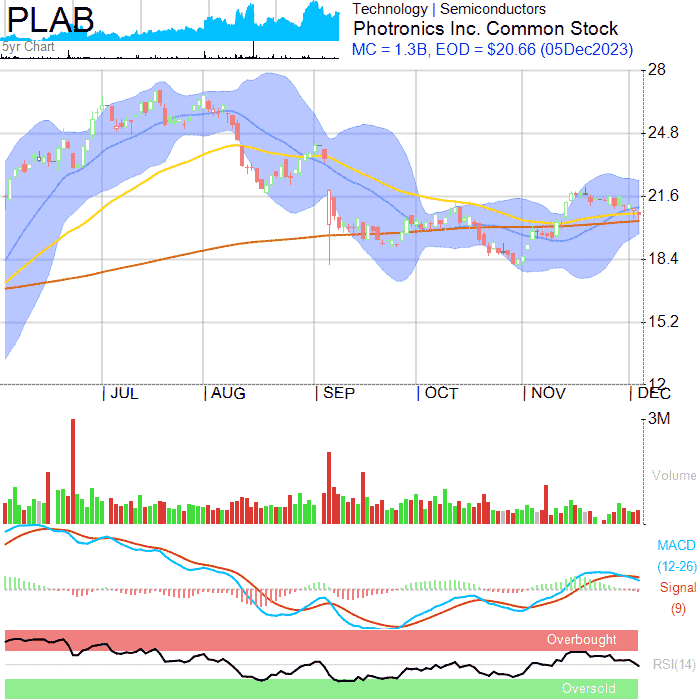 PLAB
5yr Chart
Technology | Semiconductors
Photronics Inc. Common Stock
MC = 1.3B, EOD = $20.66 (05Dec2023)
28
24.8
21.6
18.4
15.2
12
JUL
AUG
SEP
OCT
NOV
DEC
3M
Volume
MACD
(12-26)
Signal
(9)
Overbought
RSI(14)
Oversold